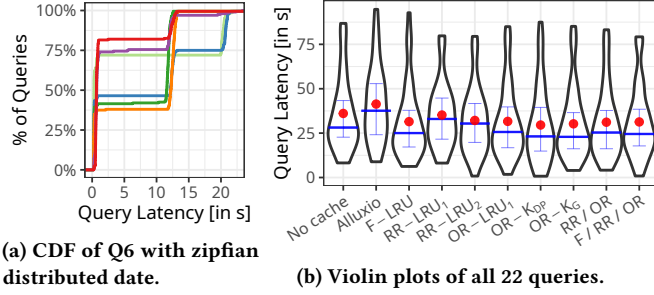 100%
75%
50%
25%
0%
% of Queries
0 5 10 15 20
Query Latency [in s]
(a) CDF of Q6 with zipfian
distributed date.
75
50
25
0
Query Latency [in s]
No cache
Alluxio
F – LRU
RR – LRU₁
RR – LRU₂
OR – LRU₁
OR – K_DP
OR – K_G
RR / OR
F / RR / OR
(b) Violin plots of all 22 queries.